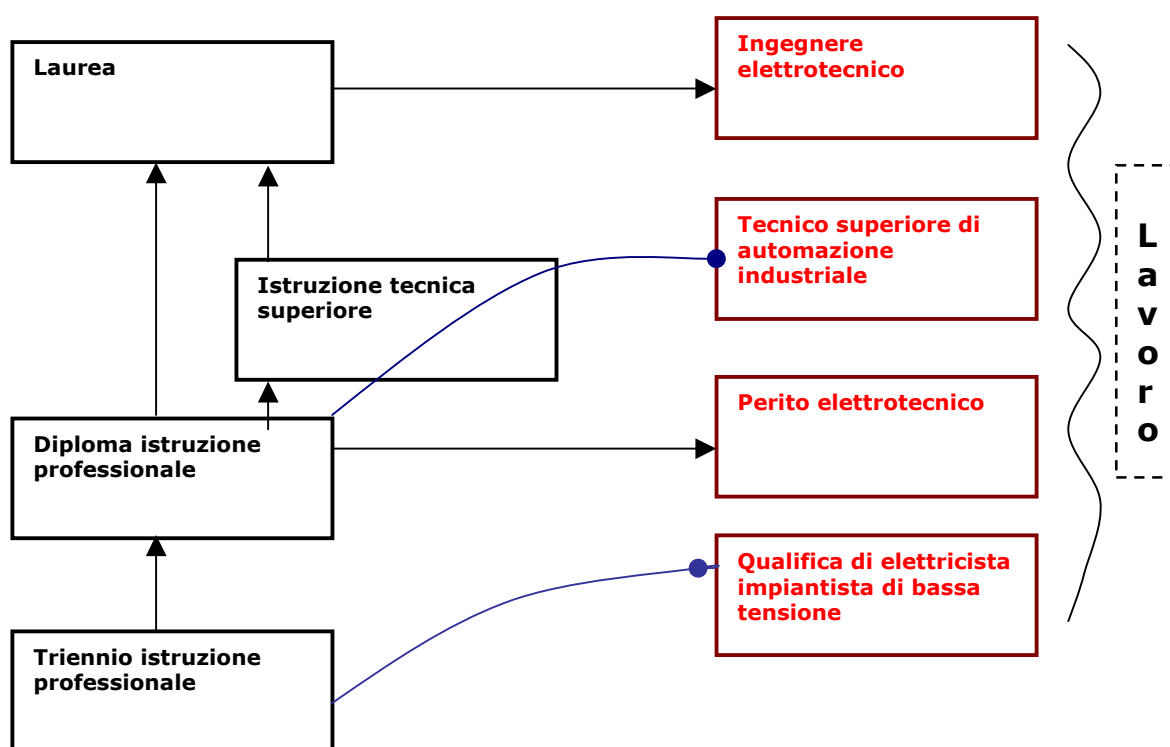 Laurea
Ingegnere
elettrotecnico
Tecnico superiore di
automazione
industriale
Istruzione tecnica
superiore
Perito elettrotecnico
Diploma istruzione
professionale
Qualifica di elettricista
impiantista di bassa
tensione
Triennio istruzione
professionale
L
a
v
o
r
o